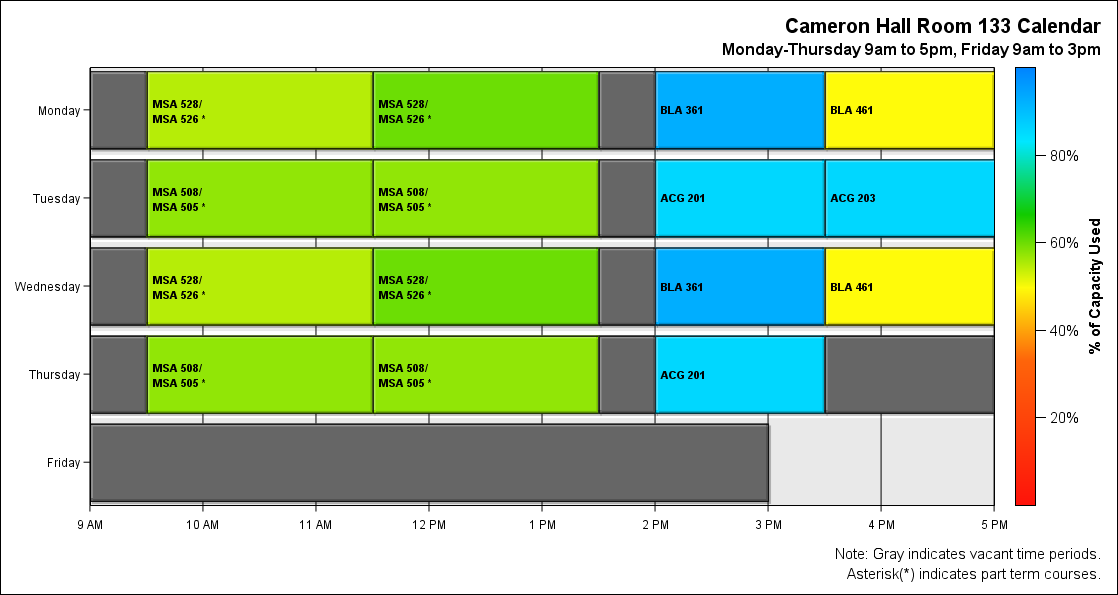 Cameron Hall Room 133 Calendar
Monday-Thursday 9am to 5pm, Friday 9am to 3pm
Monday
MSA 528/
MSA 526 *
MSA 528/
MSA 526 *
BLA 361
BLA 461
Tuesday
MSA 508/
MSA 505 *
MSA 508/
MSA 505 *
ACG 201
ACG 203
Wednesday
MSA 528/
MSA 526 *
MSA 528/
MSA 526 *
BLA 361
BLA 461
Thursday
MSA 508/
MSA 505 *
MSA 508/
MSA 505 *
ACG 201
Friday
9 AM
10 AM
11 AM
12 PM
1 PM
2 PM
3 PM
4 PM
5 PM
80%
60%
40%
20%
% of Capacity Used
Note: Gray indicates vacant time periods.
Asterisk(*) indicates part term courses.